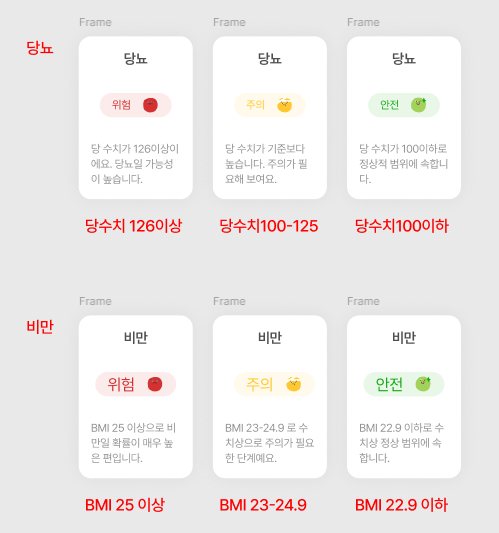 Frame
Frame
Frame
당뇨
당뇨
당뇨
당뇨
위험
주의
안전
당 수치가 126이상이
에요. 당뇨일 가능성
이 높습니다.
당 수치가 기준보다
높습니다. 주의가 필
요해 보여요.
당 수치가 100이하로
정상적 범위에 속합니
다.
당수치 126이상
당수치100-125
당수치100이하
Frame
Frame
Frame
비만
비만
비만
비만
위험
주의
안전
BMI 25 이상으로 비
만일 확률이 매우 높
은 편입니다.
BMI 23-24.9 로 수
치상으로 주의가 필요
한 단계예요.
BMI 22.9 이하로 수
치상 정상 범위에 속
합니다.
BMI 25 이상
BMI 23-24.9
BMI 22.9 이하